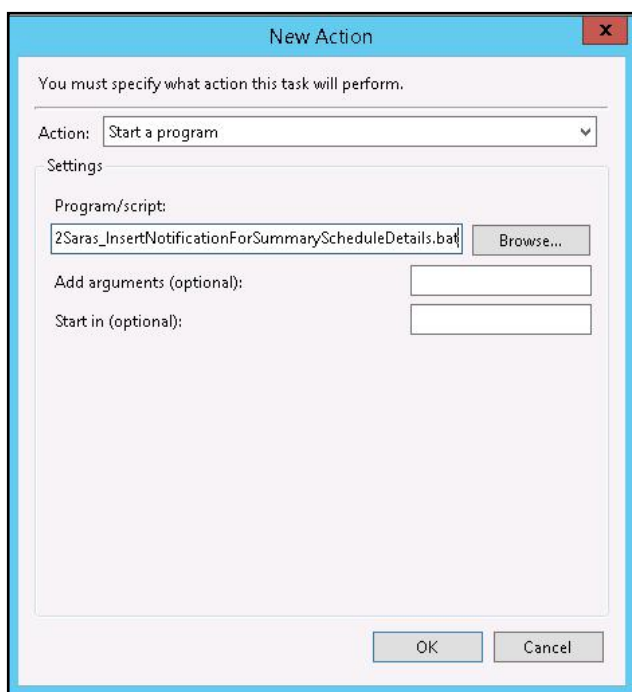 New Action
x
You must specify what action this task will perform.
Action: Start a program
Settings
Program/script:
2Saras_InsertNotificationForSummaryScheduleDetails.bat Browse...
Add arguments (optional):
Start in (optional):
OK Cancel